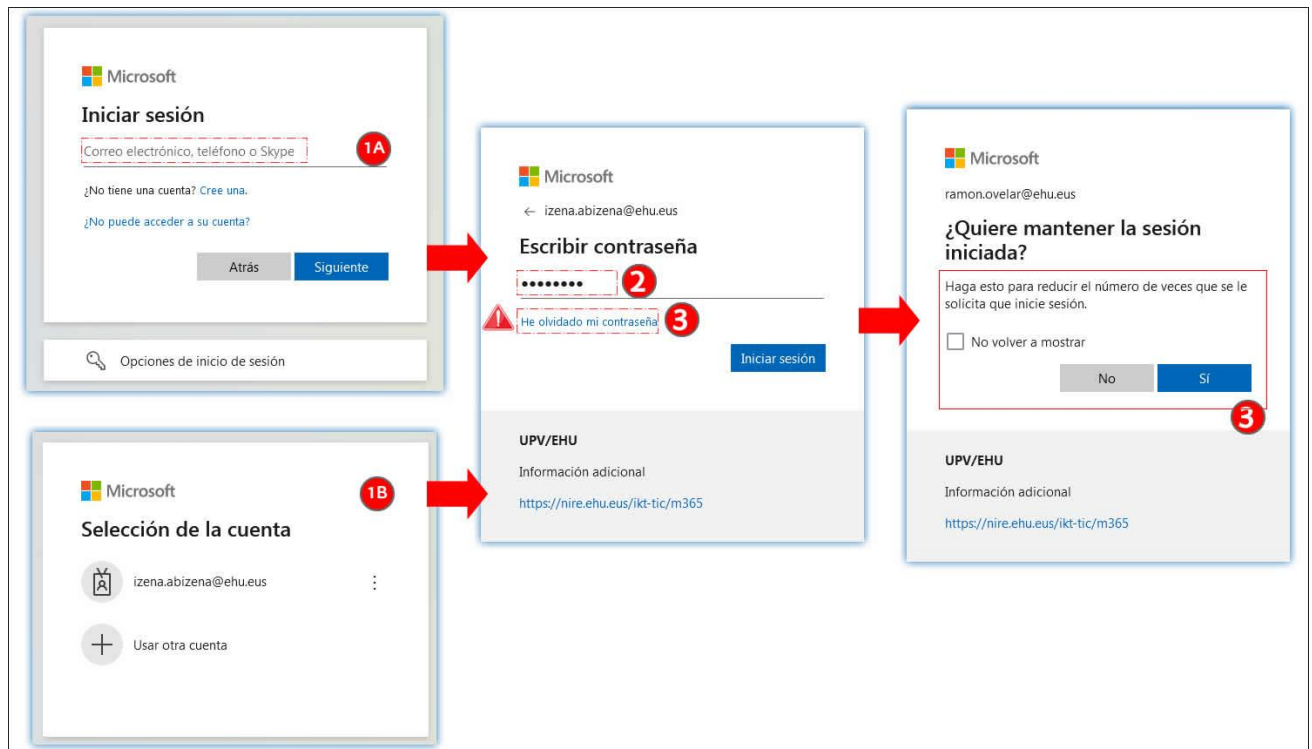 Microsoft
Iniciar sesión
Correo electrónico, teléfono o Skype
1A
¿No tiene una cuenta? Cree una.
¿No puede acceder a su cuenta?
Atrás
Siguiente
Opciones de inicio de sesión
Microsoft
1B
Selección de la cuenta
izena.abizena@ehu.eus
Usar otra cuenta
Microsoft
← izena.abizena@ehu.eus
Escribir contraseña
••••••••
2
He olvidado mi contraseña
3
Iniciar sesión
UPV/EHU
Información adicional
https://nire.ehu.eus/ikt-tic/m365
Microsoft
ramon.ovelar@ehu.eus
¿Quiere mantener la sesión
iniciada?
Haga esto para reducir el número de veces que se le
solicita que inicie sesión.
No volver a mostrar
No
Sí
3
UPV/EHU
Información adicional
https://nire.ehu.eus/ikt-tic/m365